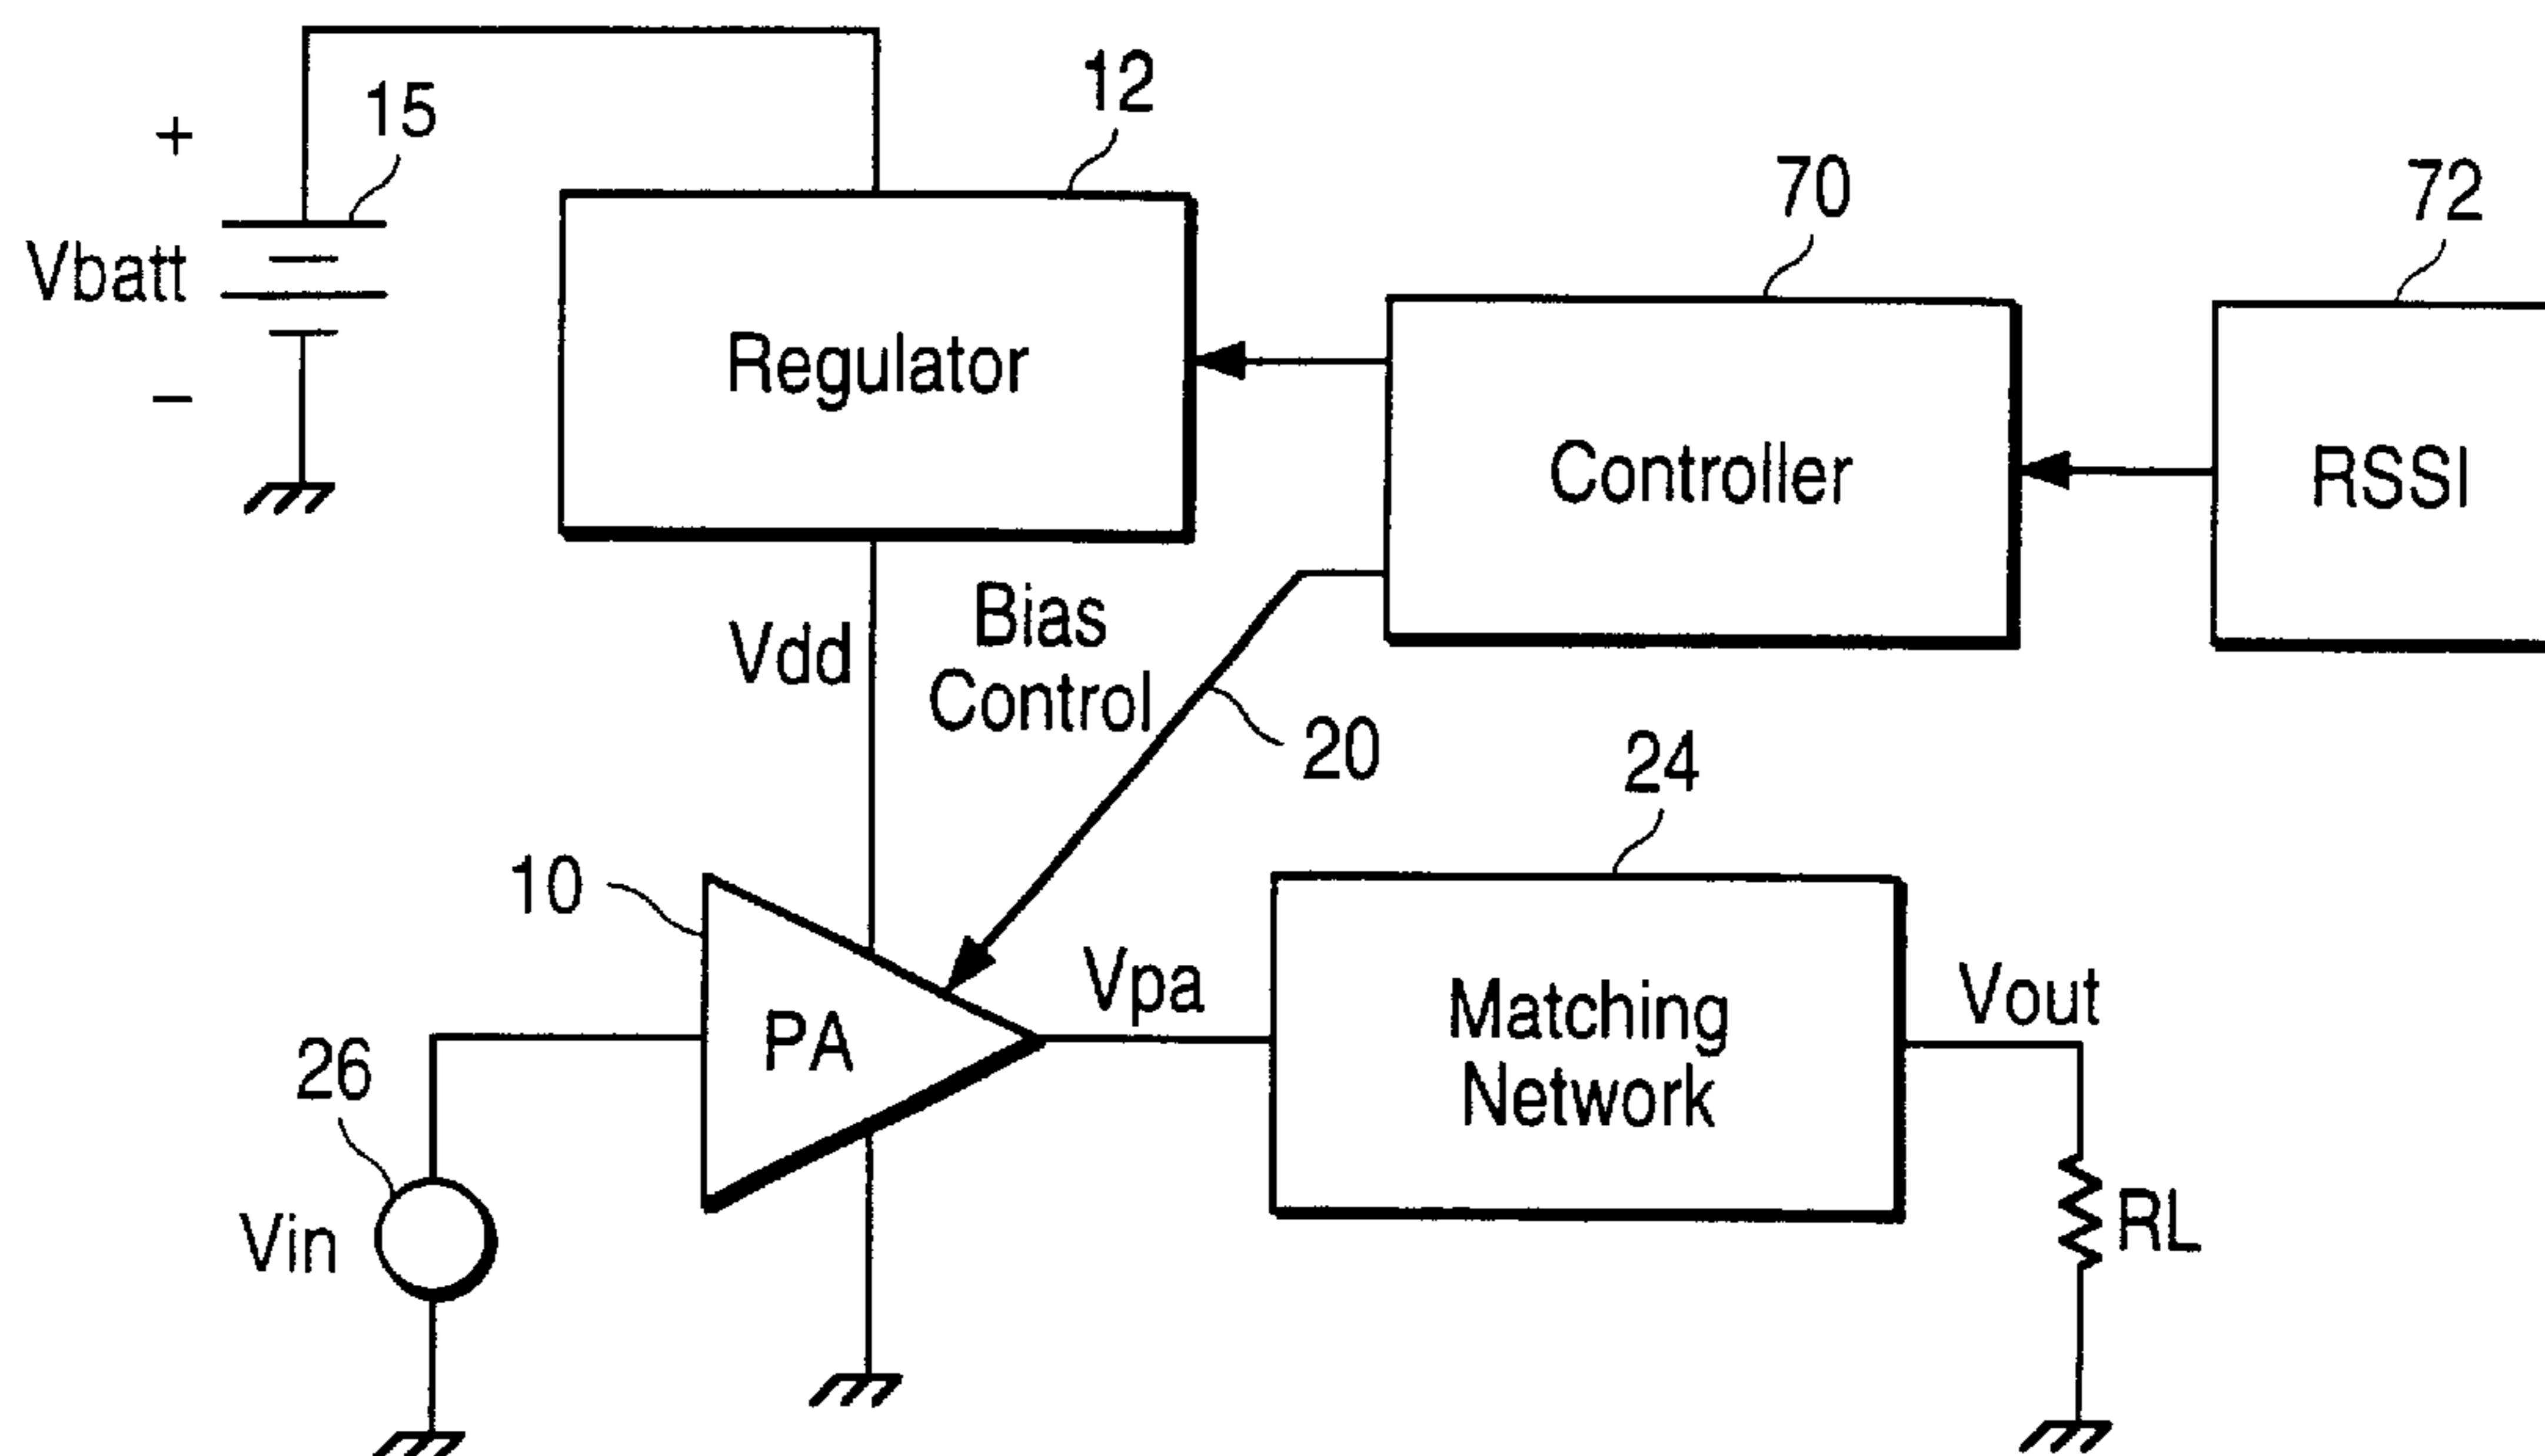 12
15
+
70
72
Vbatt
Regulator
–
Controller
RSSI
Bias
Control
Vdd
20
24
10
Vpa
Vout
Matching
Network
PA
26
Vin
RL